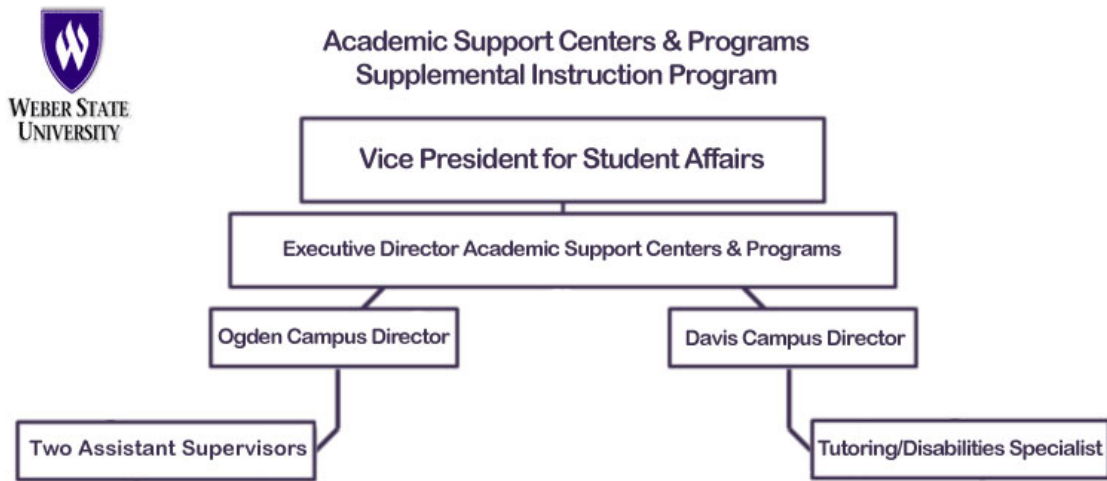 WEBER STATE
UNIVERSITY
Academic Support Centers & Programs
Supplemental Instruction Program
Vice President for Student Affairs
Executive Director Academic Support Centers & Programs
Ogden Campus Director
Davis Campus Director
Two Assistant Supervisors
Tutoring/Disabilities Specialist